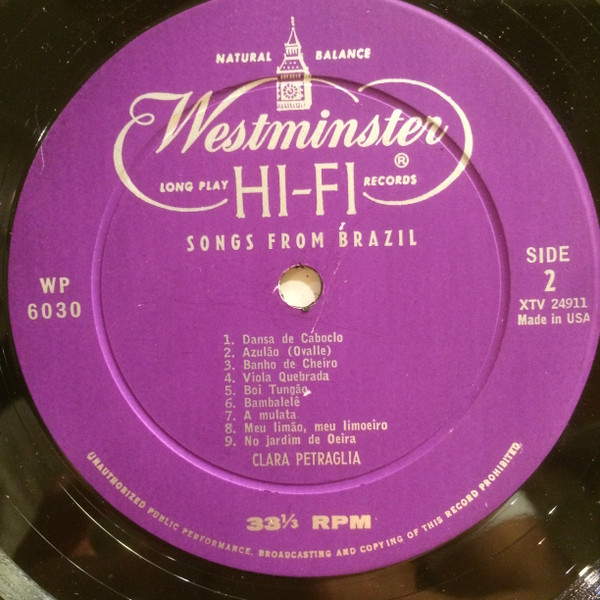 NATURAL BALANCE
Westminster ®
LONG PLAY HI-FI RECORDS
SONGS FROM BRAZIL
WP
6030
SIDE
2
XTV 24911
Made in USA
1. Dansa de Caboclo
2. Azulão (Ovalle)
3. Banho de Cheiro
4. Viola Quebrada
5. Boi Tungão
6. Bambalelê
7. A mulata
8. Meu limão, meu limoeiro
9. No jardim de Oeira
CLARA PETRAGLIA
33⅓ RPM
UNAUTHORIZED PUBLIC PERFORMANCE, BROADCASTING AND COPYING OF THIS RECORD PROHIBITED.